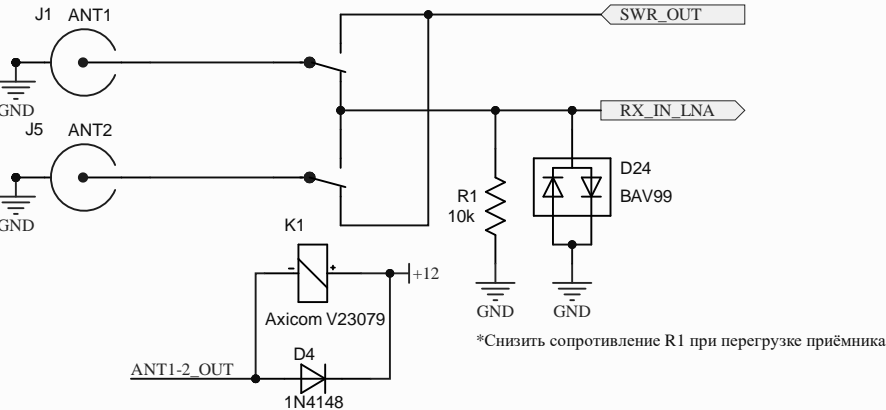 J1 ANT1
SWR_OUT
GND
RX_IN_LNA
J5 ANT2
D24
BAV99
R1
10k
GND
K1
+12
GND
GND
Axicom V23079
*Снизить сопротивление R1 при перегрузке приёмника
D4
ANT1-2_OUT
1N4148